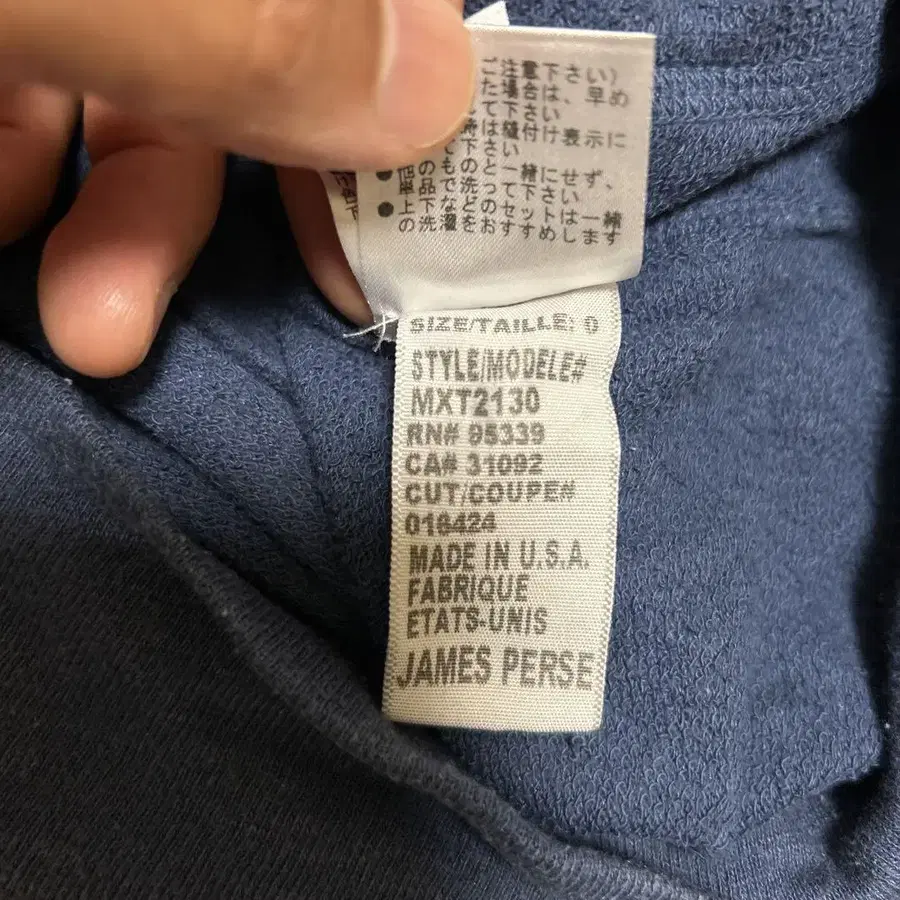 ご注意下さい)
た場合は、早め
して下さい
時は縫付け表示に
て下さい
のものと一緒にせず、
単品で洗って下さい
上下などのセットは一緒
の洗濯をおすすめします
SIZE/TAILLE: 0
STYLE/MODELE#
MXT2130
RN# 95339
CA# 31092
CUT/COUPE#
016424
MADE IN U.S.A.
FABRIQUE
ETATS-UNIS
JAMES PERSE